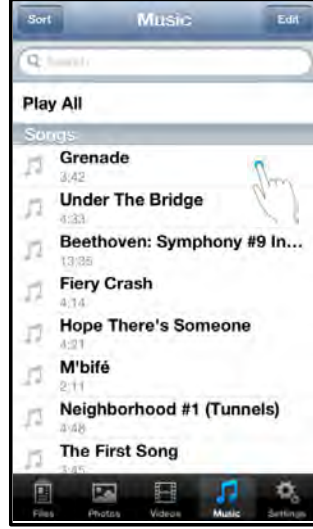 Sort Music Edit
Search
Play All
Songs
Grenade
3:42
Under The Bridge
4:33
Beethoven: Symphony #9 In...
13:35
Fiery Crash
4:14
Hope There's Someone
4:21
M'bifé
2:11
Neighborhood #1 (Tunnels)
4:48
The First Song
3:45
Files Photos Videos Music Settings